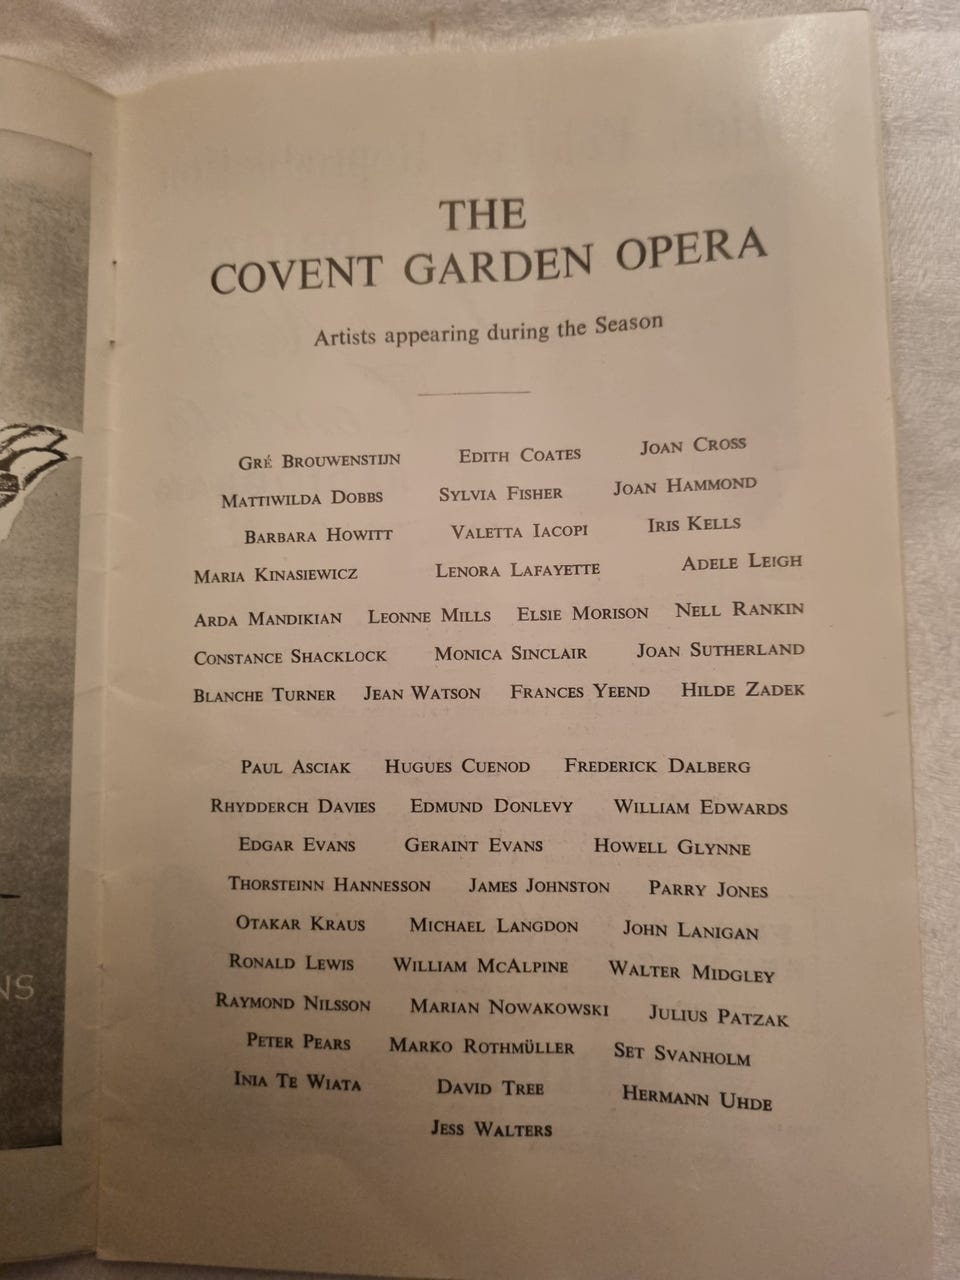 THE
COVENT GARDEN OPERA
Artists appearing during the Season
GRÉ BROUWENSTIJN EDITH COATES JOAN CROSS
MATTIWILDA DOBBS SYLVIA FISHER JOAN HAMMOND
BARBARA HOWITT VALETTA IACOPI IRIS KELLS
MARIA KINASIEWICZ LENORA LAFAYETTE ADELE LEIGH
ARDA MANDIKIAN LEONNE MILLS ELSIE MORISON NELL RANKIN
CONSTANCE SHACKLOCK MONICA SINCLAIR JOAN SUTHERLAND
BLANCHE TURNER JEAN WATSON FRANCES YEEND HILDE ZADEK
PAUL ASCIAK HUGUES CUENOD FREDERICK DALBERG
RHYDDERCH DAVIES EDMUND DONLEVY WILLIAM EDWARDS
EDGAR EVANS GERAINT EVANS HOWELL GLYNNE
THORSTEINN HANNESSON JAMES JOHNSTON PARRY JONES
OTAKAR KRAUS MICHAEL LANGDON JOHN LANIGAN
RONALD LEWIS WILLIAM McALPINE WALTER MIDGLEY
RAYMOND NILSSON MARIAN NOWAKOWSKI JULIUS PATZAK
PETER PEARS MARKO ROTHMÜLLER SET SVANHOLM
INIA TE WIATA DAVID TREE HERMANN UHDE
JESS WALTERS
NS